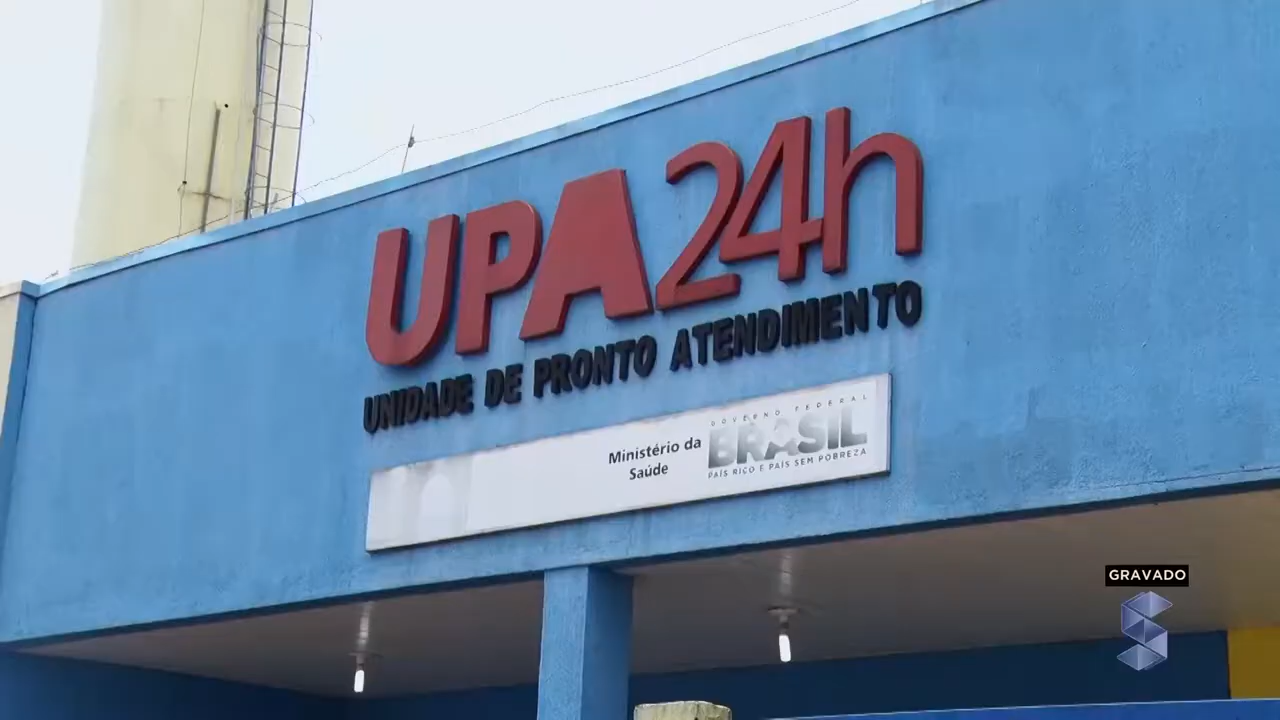 UPA24h
UNIDADE DE PRONTO ATENDIMENTO
Ministério da
Saúde
GOVERNO FEDERAL
BRASIL
PAÍS RICO É PAÍS SEM POBREZA
GRAVADO